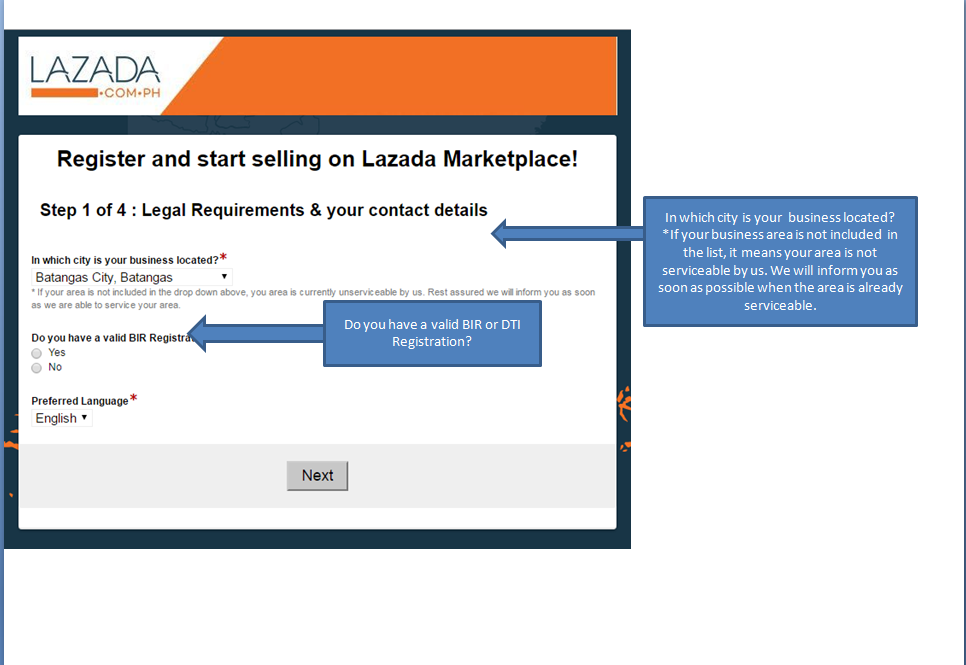 LAZADA
.COM.PH
Register and start selling on Lazada Marketplace!
Step 1 of 4 : Legal Requirements & your contact details
In which city is your business located?*
Batangas City, Batangas
* If your area is not included in the drop down above, you area is currently unserviceable by us. Rest assured we will inform you as soon
as we are able to service your area.
Do you have a valid BIR Registra
Yes
No
Preferred Language*
English
Next
In which city is your business located?
*If your business area is not included in
the list, it means your area is not
serviceable by us. We will inform you as
soon as possible when the area is already
serviceable.
Do you have a valid BIR or DTI
Registration?